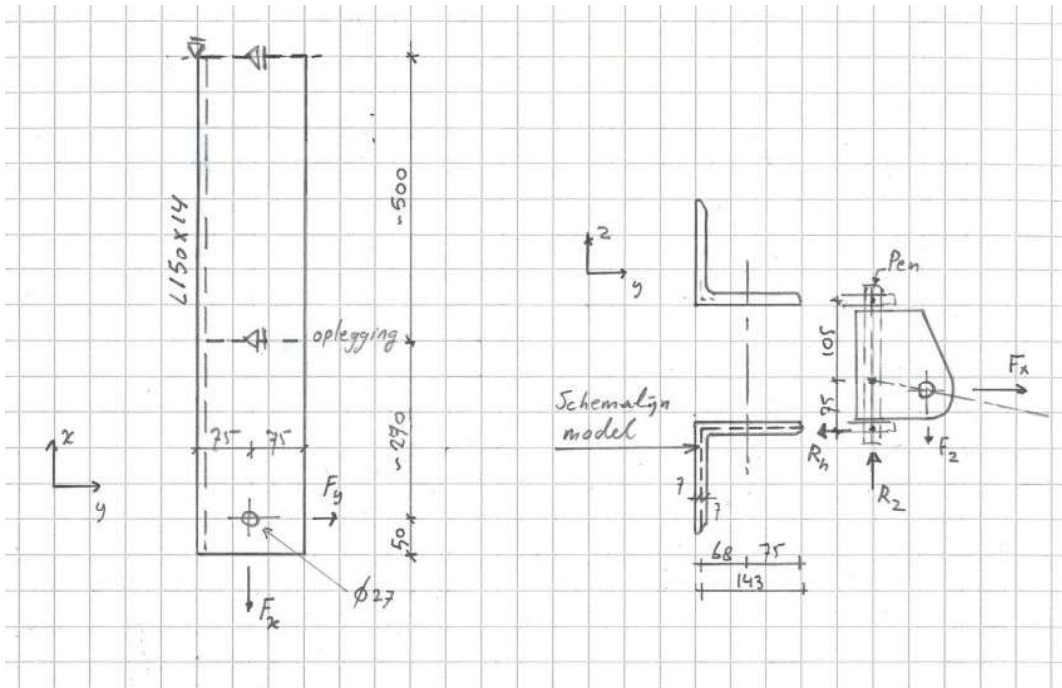 L150x14
~500
oplegging
75
75
~290
x
y
Fy
50
Fx
Ø27
z
y
Pen
105
75
Fx
Fz
Schemalijn
model
Rh
Rz
7
7
68
75
143